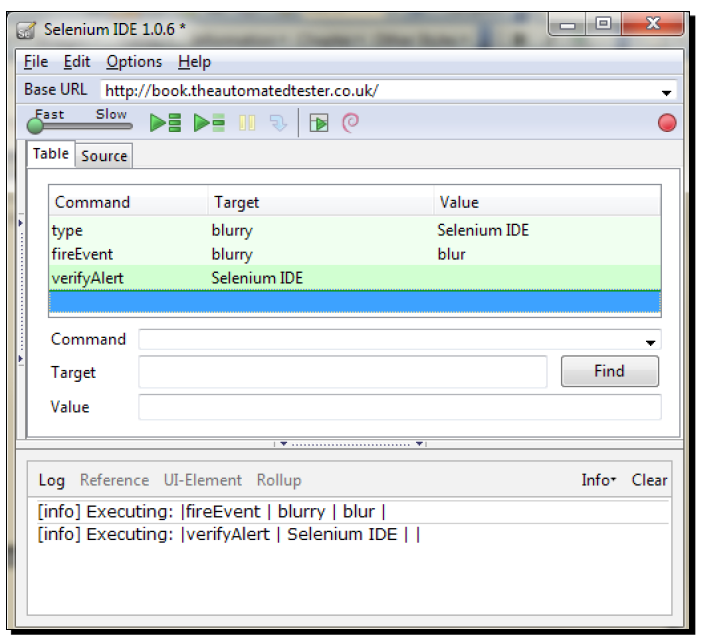 Selenium IDE 1.0.6 *
File Edit Options Help
Base URL http://book.theautomatedtester.co.uk/
Fast Slow
Table Source
Command Target Value
type blurry Selenium IDE
fireEvent blurry blur
verifyAlert Selenium IDE
Command
Target Find
Value
Log Reference UI-Element Rollup Info Clear
[info] Executing: |fireEvent | blurry | blur |
[info] Executing: |verifyAlert | Selenium IDE | |